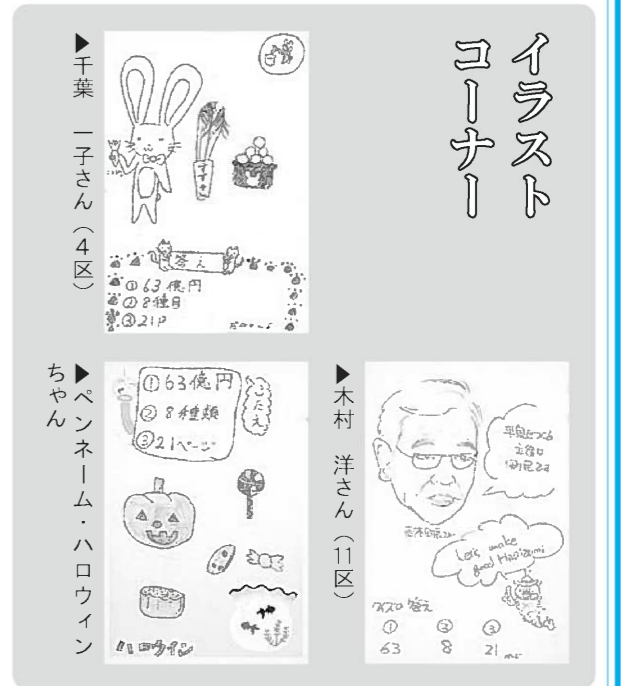 イラスト
コーナー
▶千葉 一子さん（4区）
ススキ
答え
①63億円
②8種目
③21P
▶木村 洋さん（11区）
Let's make
good Hirizumi
クイズの答え
① ② ③
63 8 21
▶ペンネーム・ハロウィン
ちゃん
こたえ
①63億円
②8種類
③21ページ
ハロウィン